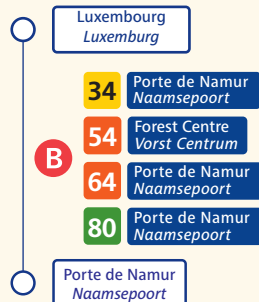 Luxembourg
Luxemburg
34 Porte de Namur
Naamsepoort
54 Forest Centre
Vorst Centrum
B
64 Porte de Namur
Naamsepoort
80 Porte de Namur
Naamsepoort
Porte de Namur
Naamsepoort